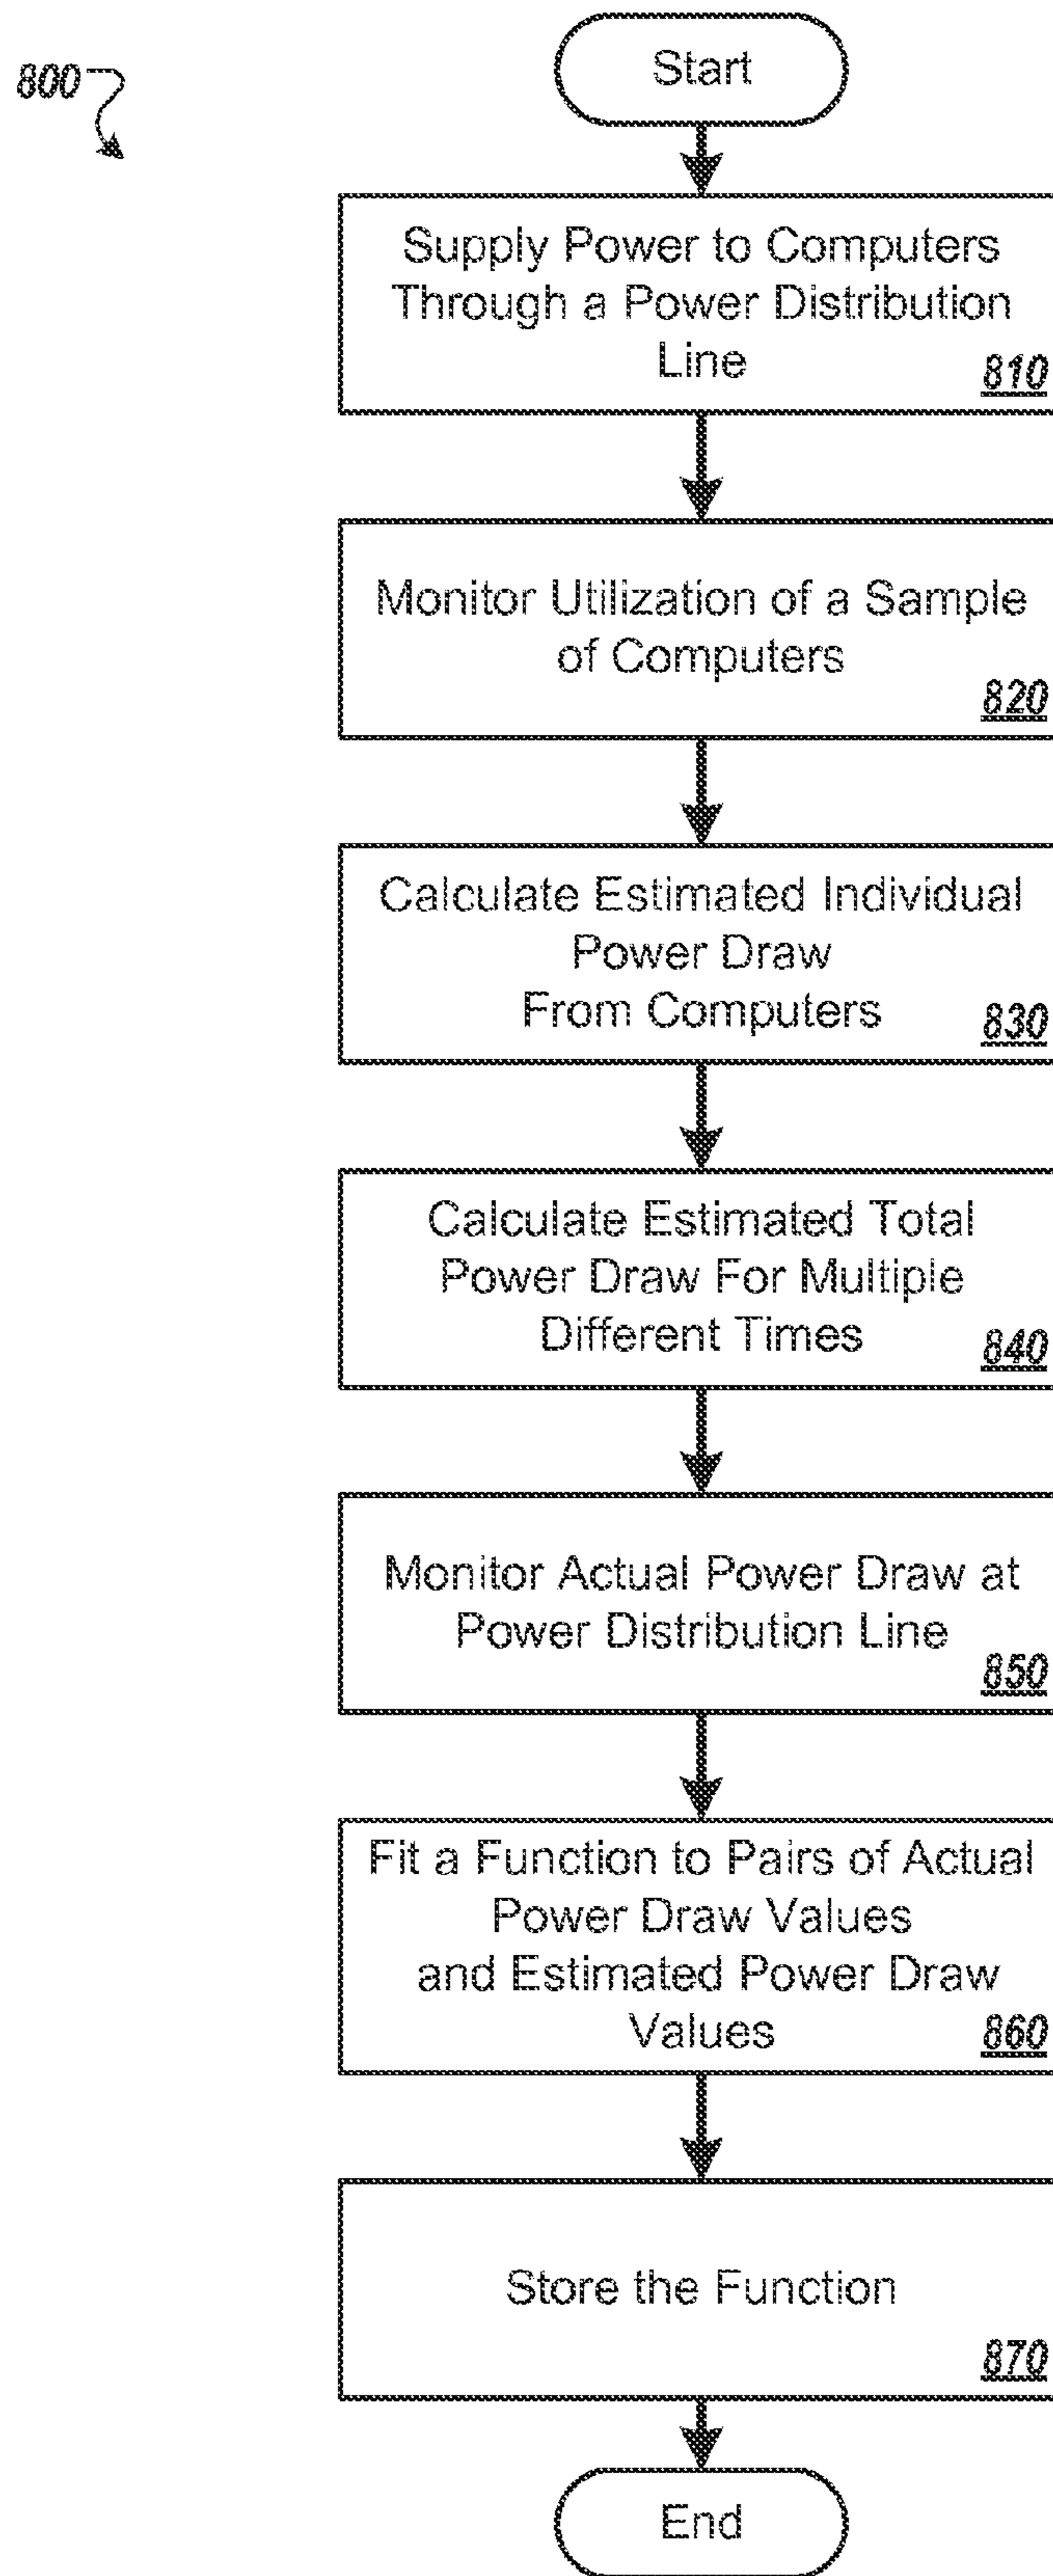 800
Start
Supply Power to Computers
Through a Power Distribution
Line
810
Monitor Utilization of a Sample
of Computers
820
Calculate Estimated Individual
Power Draw
From Computers
830
Calculate Estimated Total
Power Draw For Multiple
Different Times
840
Monitor Actual Power Draw at
Power Distribution Line
850
Fit a Function to Pairs of Actual
Power Draw Values
and Estimated Power Draw
Values
860
Store the Function
870
End